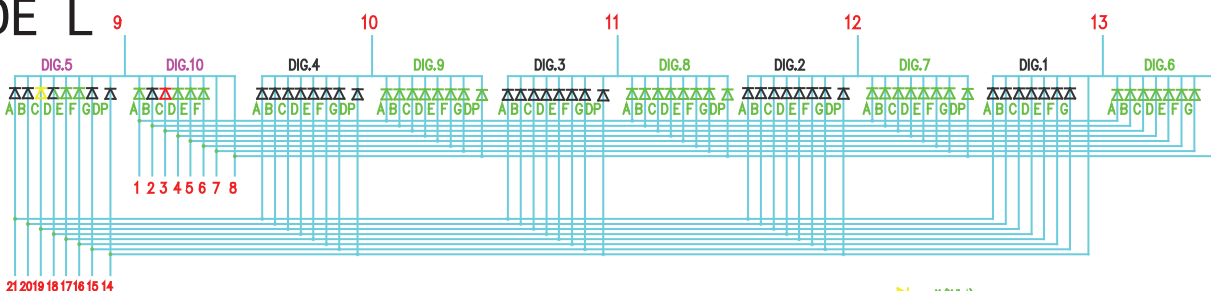 DE L
9 10 11 12 13
DIG.5 DIG.10 DIG.4 DIG.9 DIG.3 DIG.8 DIG.2 DIG.7 DIG.1 DIG.6
A B C D E F G DP A B C D E F A B C D E F G DP A B C D E F G DP A B C D E F G DP A B C D E F G DP A B C D E F G DP A B C D E F G DP A B C D E F G A B C D E F G
1 2 3 4 5 6 7 8
21 20 19 18 17 16 15 14